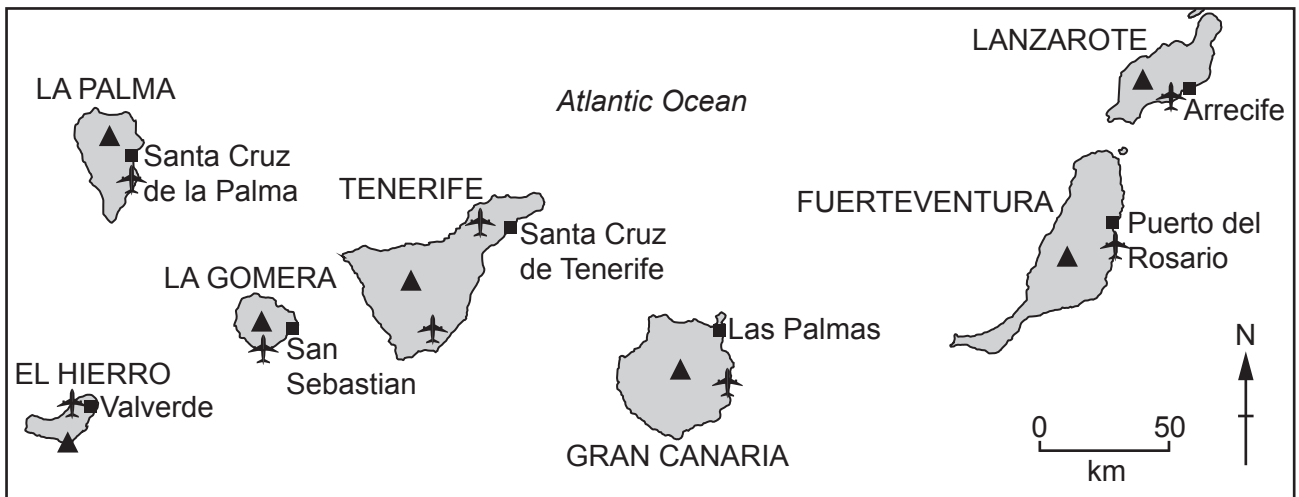 LANZAROTE
LA PALMA
Atlantic Ocean
Arrecife
Santa Cruz
de la Palma
TENERIFE
FUERTEVENTURA
Santa Cruz
de Tenerife
Puerto del
Rosario
LA GOMERA
Las Palmas
San
Sebastian
N
EL HIERRO
Valverde
0 50
km
GRAN CANARIA